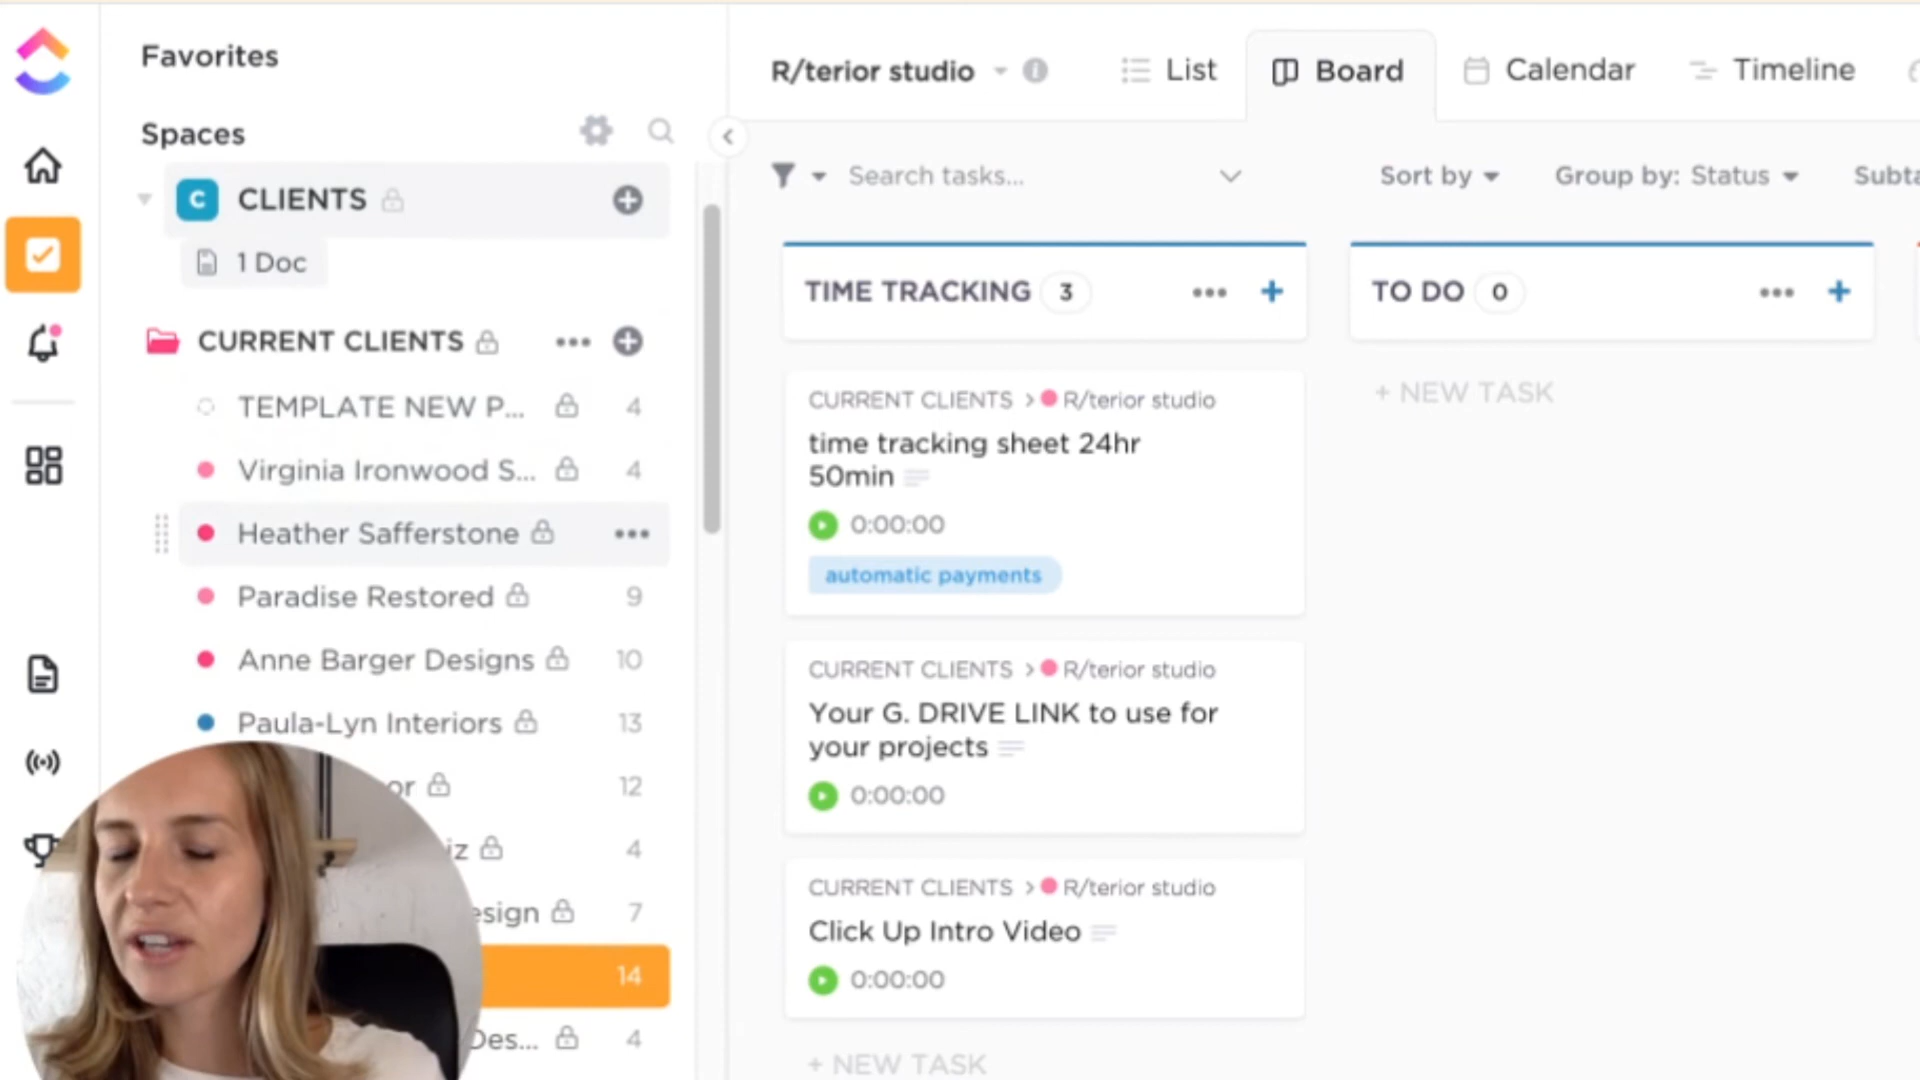 Favorites
Spaces
C CLIENTS
1 Doc
CURRENT CLIENTS
TEMPLATE NEW P... 4
Virginia Ironwood S... 4
Heather Safferstone
Paradise Restored 9
Anne Barger Designs 10
Paula-Lyn Interiors 13
or 12
iz 4
esign 7
14
Des... 4
R/terior studio
List
Board
Calendar
Timeline
Search tasks...
Sort by
Group by: Status
Subta
TIME TRACKING 3
CURRENT CLIENTS > R/terior studio
time tracking sheet 24hr
50min
0:00:00
automatic payments
CURRENT CLIENTS > R/terior studio
Your G. DRIVE LINK to use for
your projects
0:00:00
CURRENT CLIENTS > R/terior studio
Click Up Intro Video
0:00:00
+ NEW TASK
TO DO 0
+ NEW TASK